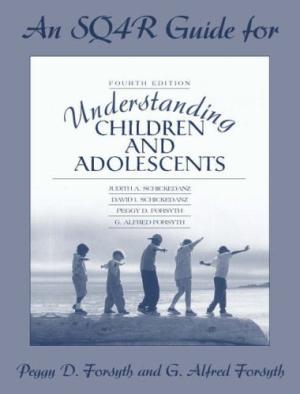 An SQ4R Guide for
FOURTH EDITION
Understanding
CHILDREN
AND
ADOLESCENTS
JUDITH A. SCHICKEDANZ
DAVID I. SCHICKEDANZ
PEGGY D. FORSYTH
G. ALFRED FORSYTH
Peggy D. Forsyth and G. Alfred Forsyth